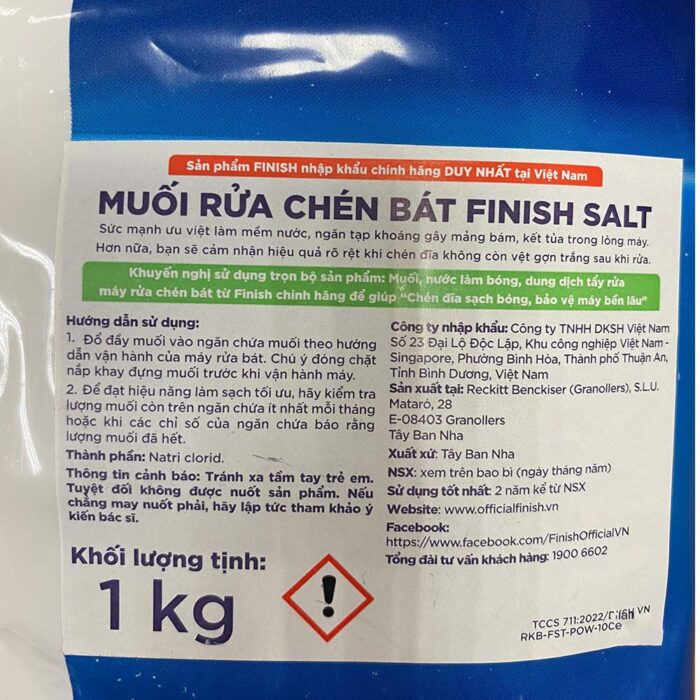 Sản phẩm FINISH nhập khẩu chính hãng DUY NHẤT tại Việt Nam
MUỐI RỬA CHÉN BÁT FINISH SALT
Sức mạnh ưu việt làm mềm nước, ngăn tạp khoáng gây mảng bám, kết tủa trong lòng máy.
Hơn nữa, bạn sẽ cảm nhận hiệu quả rõ rệt khi chén đĩa không còn vệt gợn trắng sau khi rửa.
Khuyến nghị sử dụng trọn bộ sản phẩm: Muối, nước làm bóng, dung dịch tẩy rửa
máy rửa chén bát từ Finish chính hãng để giúp "Chén đĩa sạch bóng, bảo vệ máy bền lâu"
Hướng dẫn sử dụng:
1. Đổ đầy muối vào ngăn chứa muối theo hướng
dẫn vận hành của máy rửa bát. Chú ý đóng chặt
nắp khay đựng muối trước khi vận hành máy.
2. Để đạt hiệu năng làm sạch tối ưu, hãy kiểm tra
lượng muối còn trên ngăn chứa ít nhất mỗi tháng
hoặc khi các chỉ số của ngăn chứa báo rằng
lượng muối đã hết.
Thành phần: Natri clorid.
Thông tin cảnh báo: Tránh xa tầm tay trẻ em.
Tuyệt đối không được nuốt sản phẩm. Nếu
chẳng may nuốt phải, hãy lập tức tham khảo ý
kiến bác sĩ.
Khối lượng tịnh:
1 kg
Công ty nhập khẩu: Công ty TNHH DKSH Việt Nam
Số 23 Đại Lộ Độc Lập, Khu công nghiệp Việt Nam -
Singapore, Phường Bình Hòa, Thành phố Thuận An,
Tỉnh Bình Dương, Việt Nam
Sản xuất tại: Reckitt Benckiser (Granollers), S.L.U.
Mataró, 28
E-08403 Granollers
Tây Ban Nha
Xuất xứ: Tây Ban Nha
NSX: xem trên bao bì (ngày tháng năm)
Sử dụng tốt nhất: 2 năm kể từ NSX
Website: www.officialfinish.vn
Facebook:
https://www.facebook.com/FinishOfficialVN
Tổng đài tư vấn khách hàng: 1900 6602
TCCS 711:2022/ VN
RKB-FST-POW-10Ce